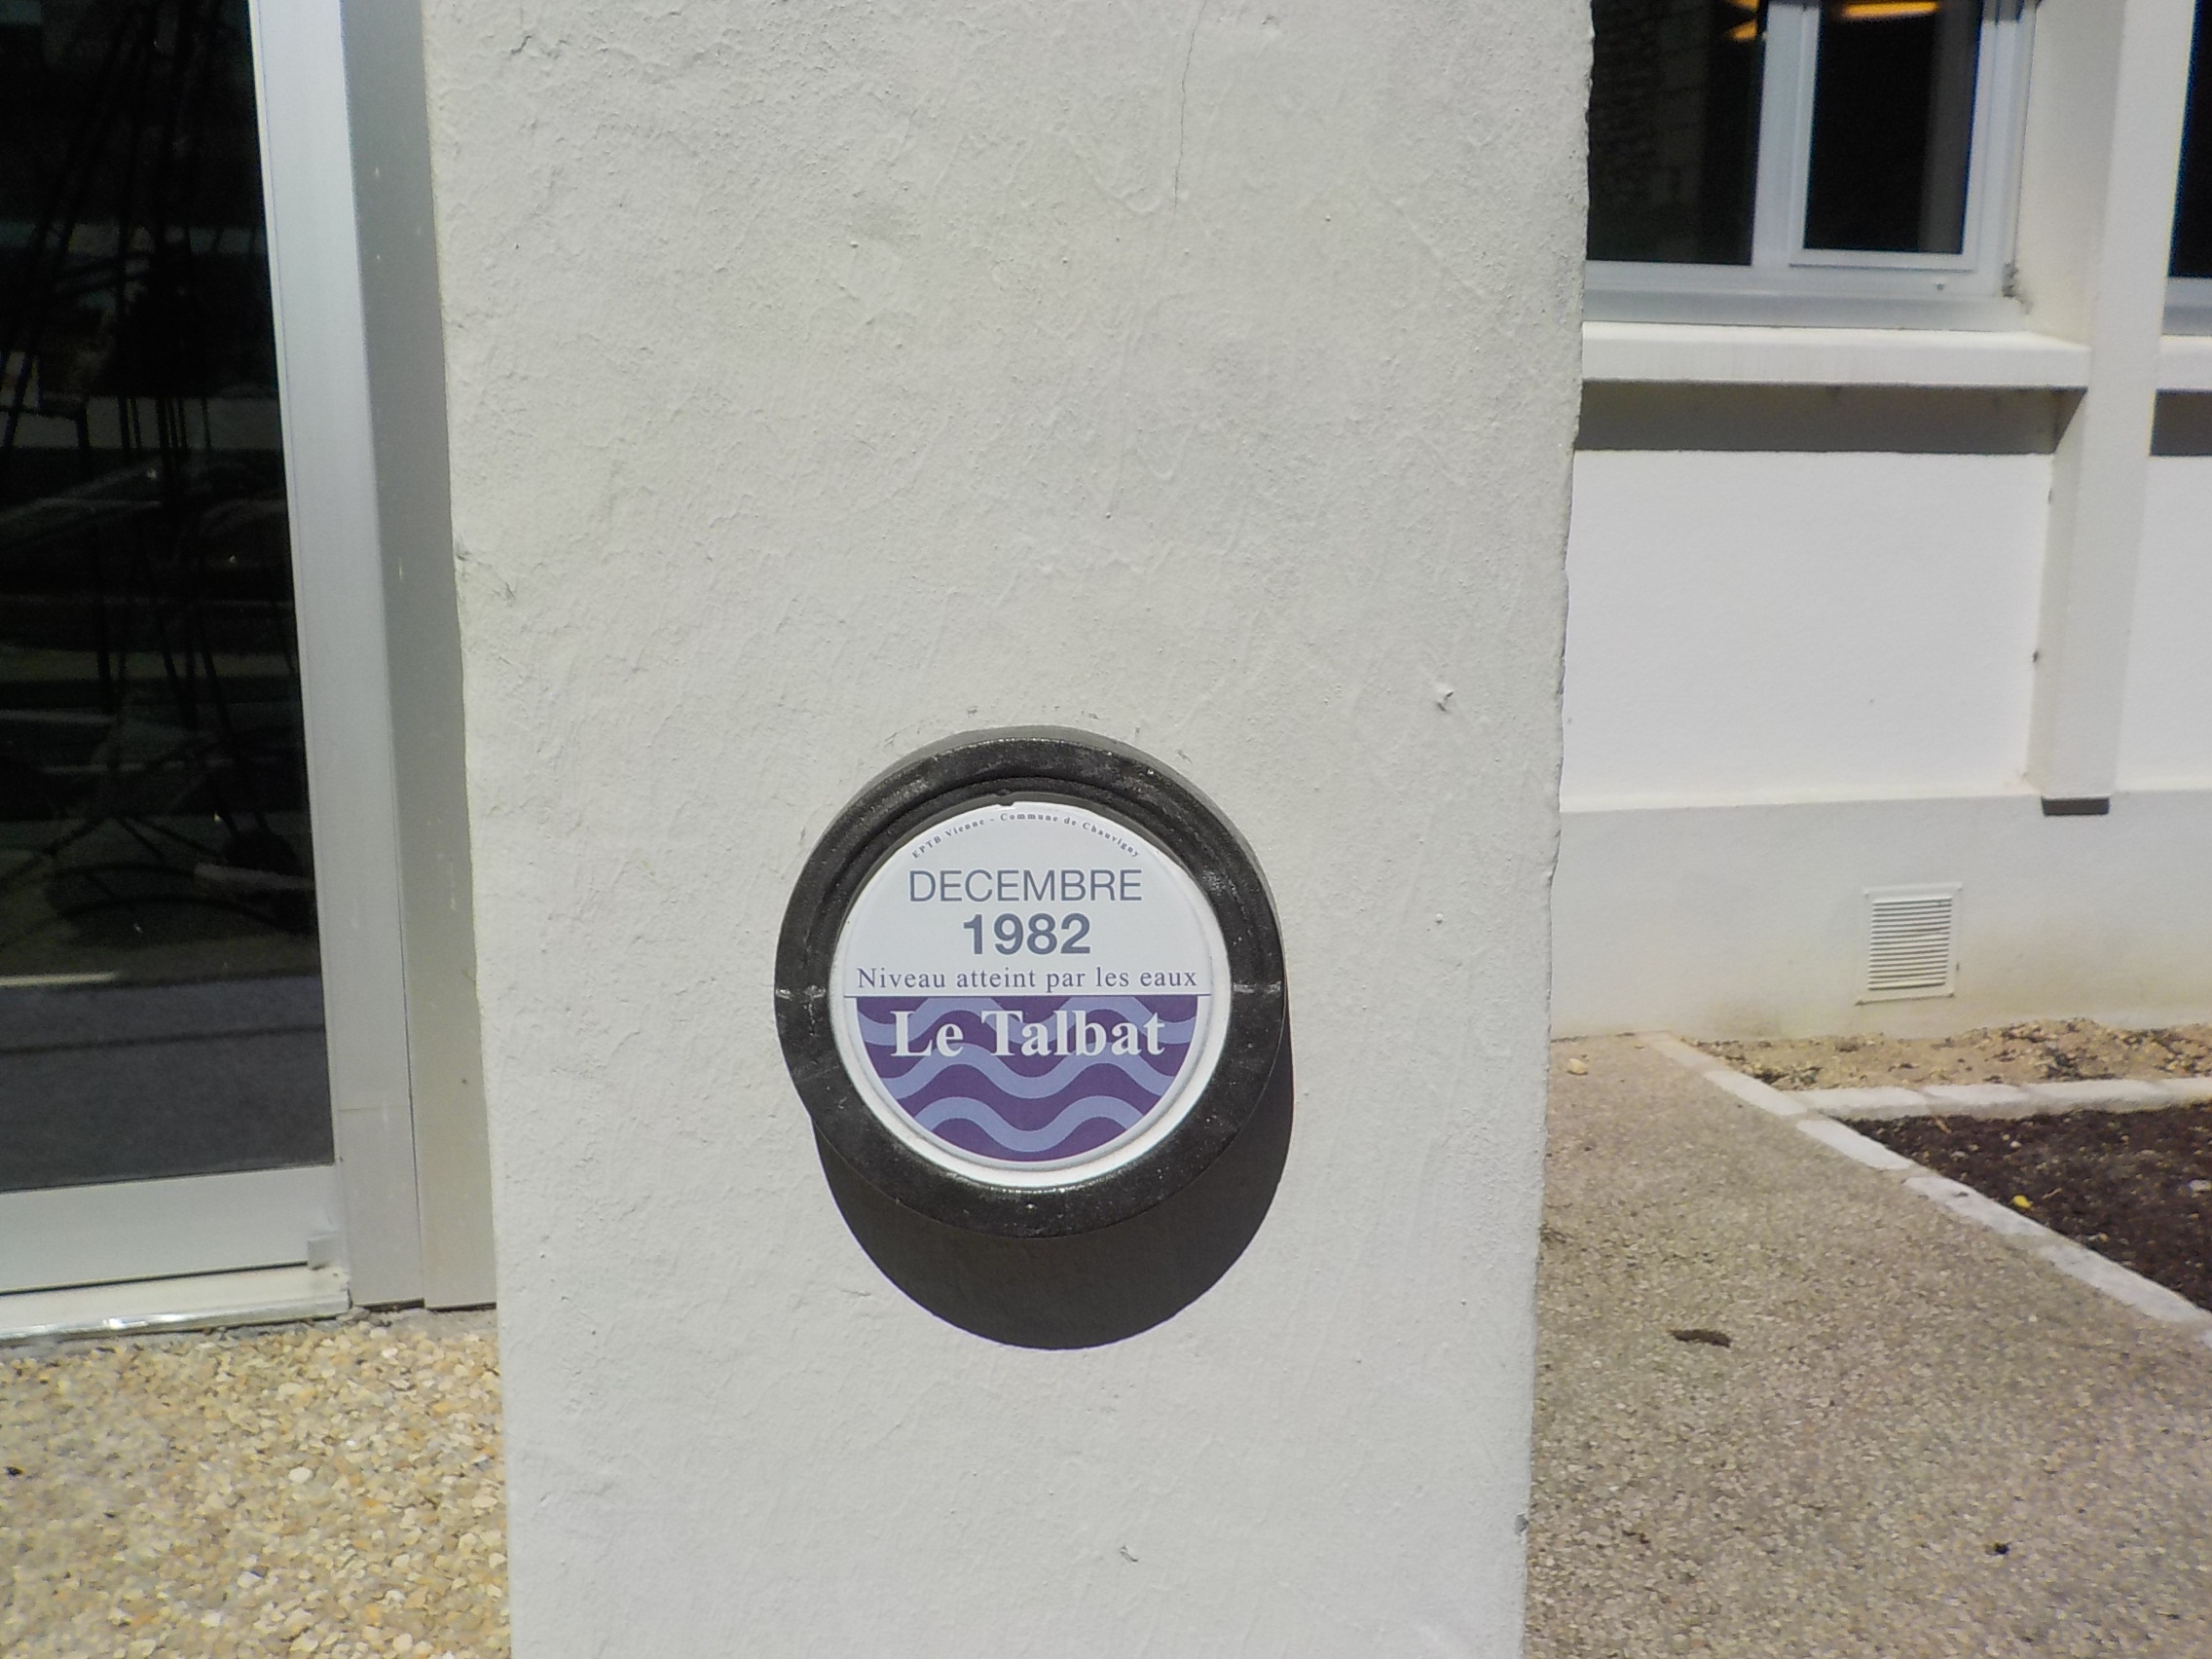 EPTB Vienne - Commune de Chauvigny
DECEMBRE
1982
Niveau atteint par les eaux
Le Talbat